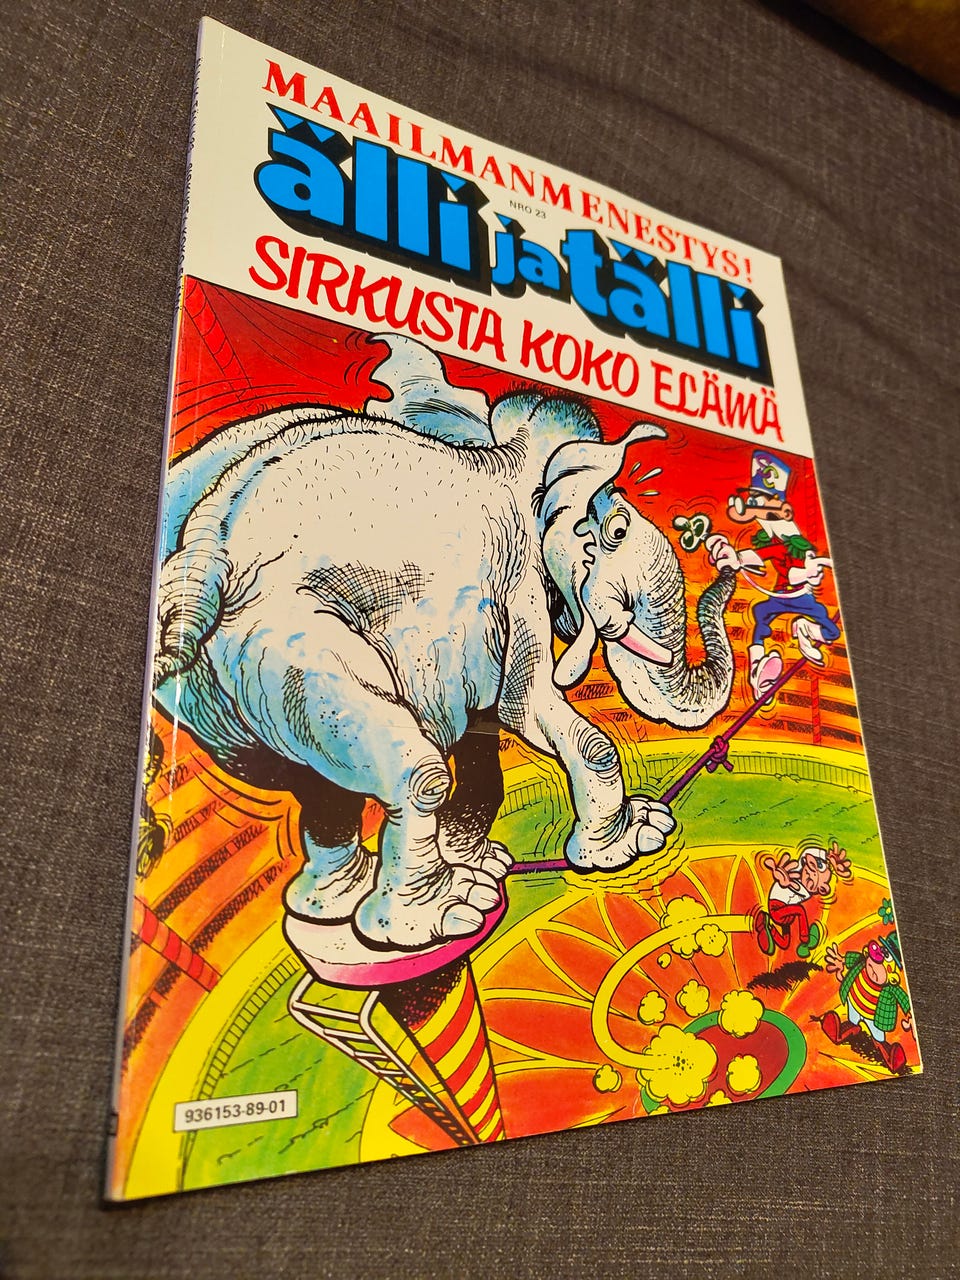 MAAILMANMENESTYS!
NRO 23
älli ja tälli
SIRKUSTA KOKO ELÄMÄ
936153-89-01